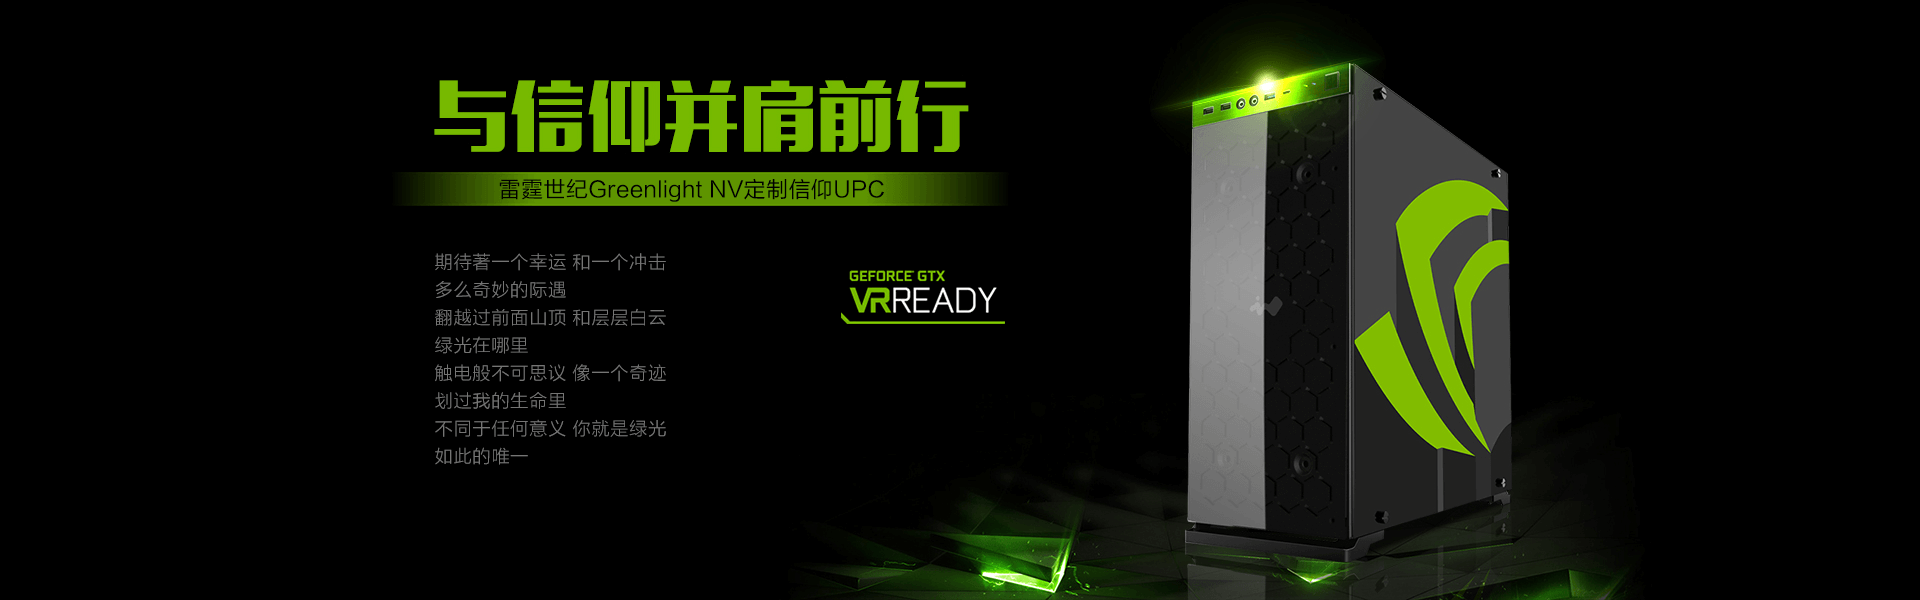 与信仰并肩前行
雷霆世纪Greenlight NV定制信仰UPC
期待著一个幸运 和一个冲击
多么奇妙的际遇
翻越过前面山顶 和层层白云
绿光在哪里
触电般不可思议 像一个奇迹
划过我的生命里
不同于任何意义 你就是绿光
如此的唯一
GEFORCE GTX
VRREADY